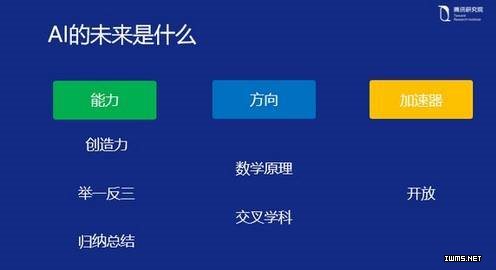 腾讯研究院
Tencent Research Institute
AI的未来是什么
能力
方向
加速器
创造力
数学原理
举一反三
开放
交叉学科
归纳总结
IWMS.NET